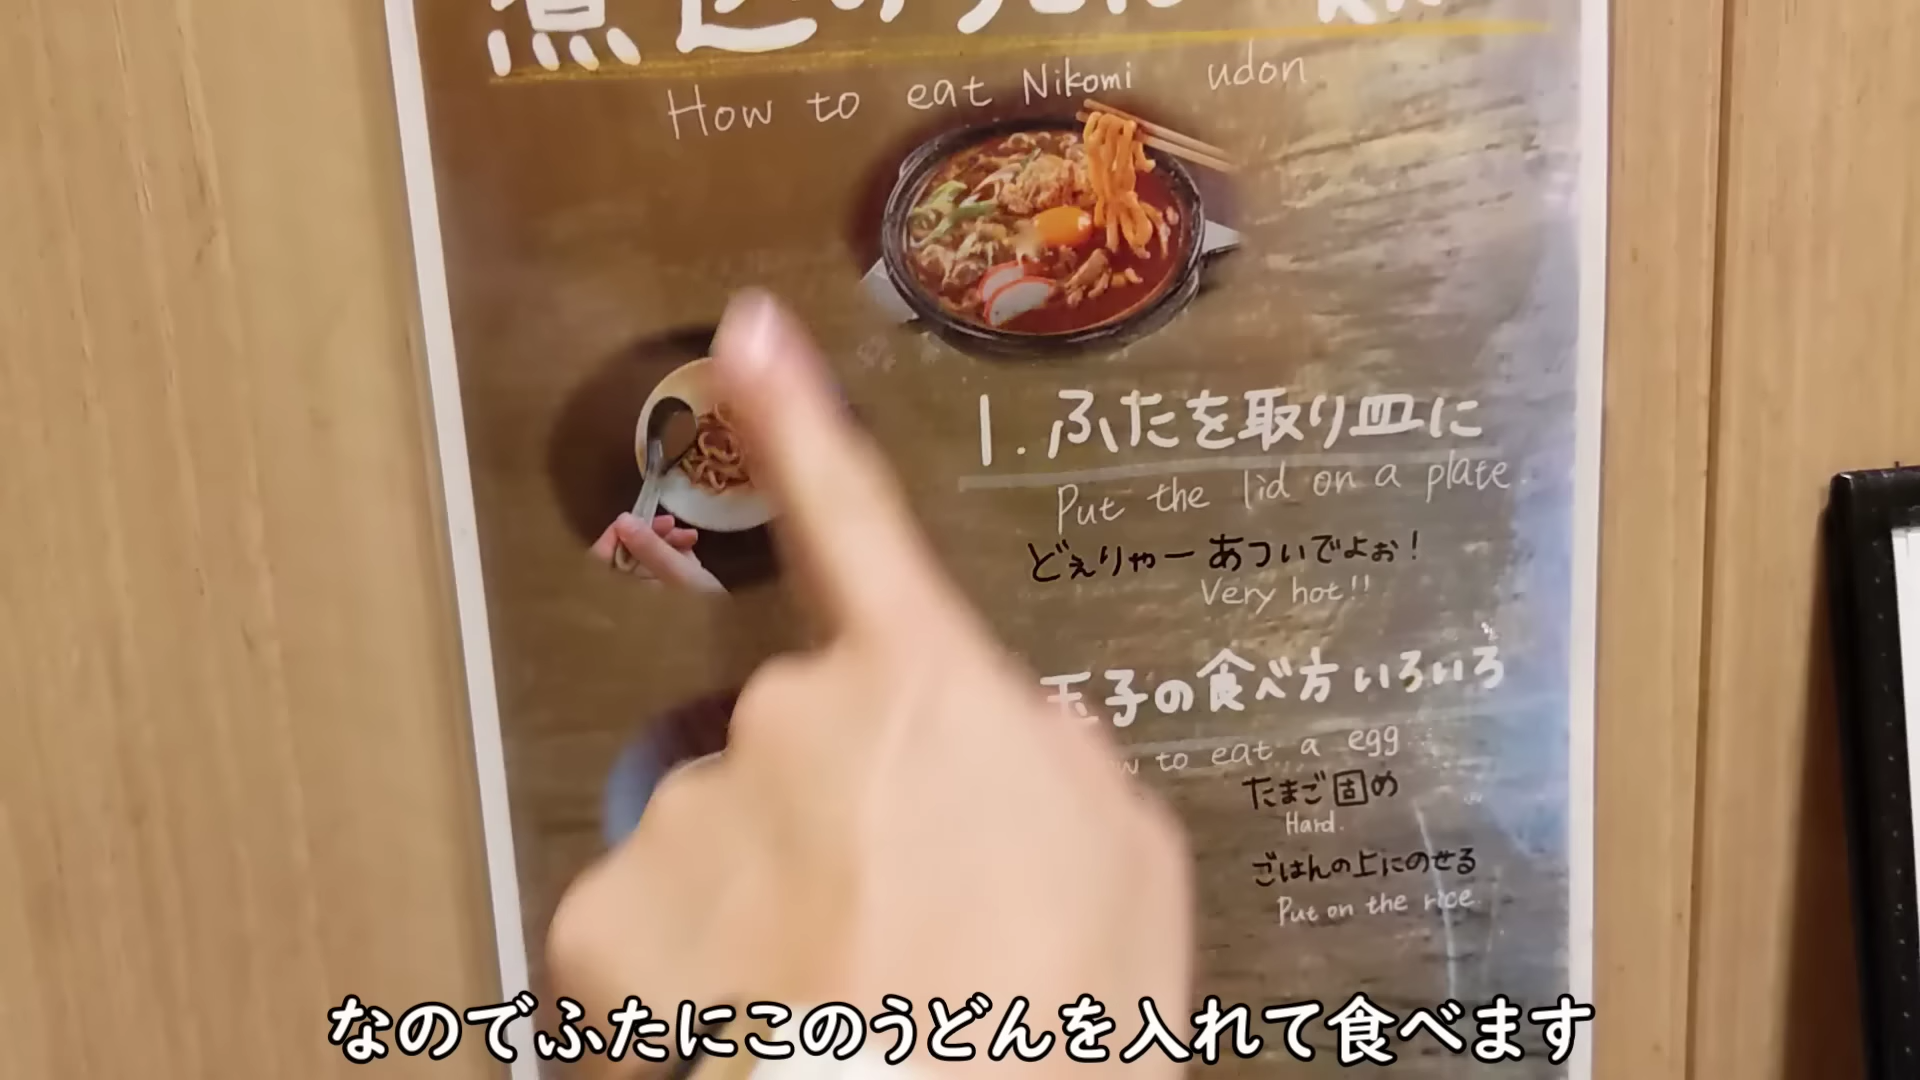 How to eat Nikomi udon
1. ふたを取り皿に
Put the lid on a plate.
どえりゃー あついでよぉ!
Very hot!!
玉子の食べ方いろいろ
to eat a egg
たまご固め
Hard.
ごはんの上にのせる
Put on the rice
なのでふたにこのうどんを入れて食べます